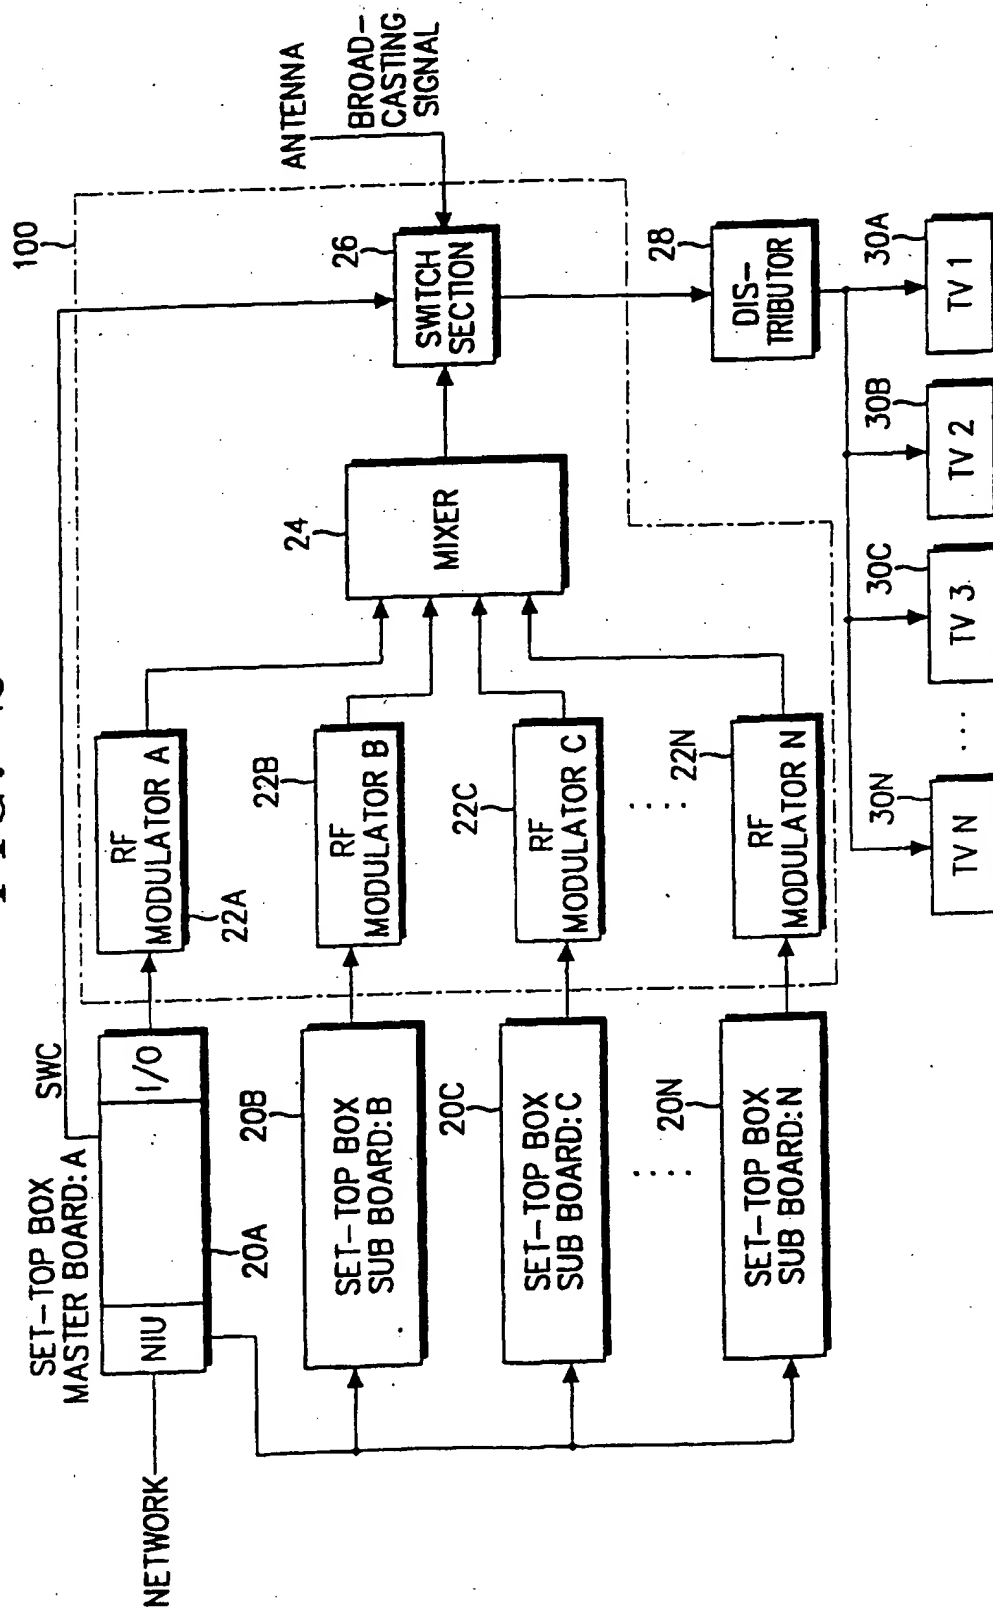 100
ANTENNA
BROAD-
CASTING
SIGNAL
SWC
SET-TOP BOX
MASTER BOARD: A
NIU
I/O
20A
NETWORK
RF
MODULATOR A
22A
SET-TOP BOX
SUB BOARD: B
20B
RF
MODULATOR B
22B
SET-TOP BOX
SUB BOARD: C
20C
RF
MODULATOR C
22C
.....
.....
SET-TOP BOX
SUB BOARD: N
20N
RF
MODULATOR N
22N
MIXER
24
SWITCH
SECTION
26
DIS-
TRIBUTOR
28
TV N
30N
....
TV 3
30C
TV 2
30B
TV 1
30A